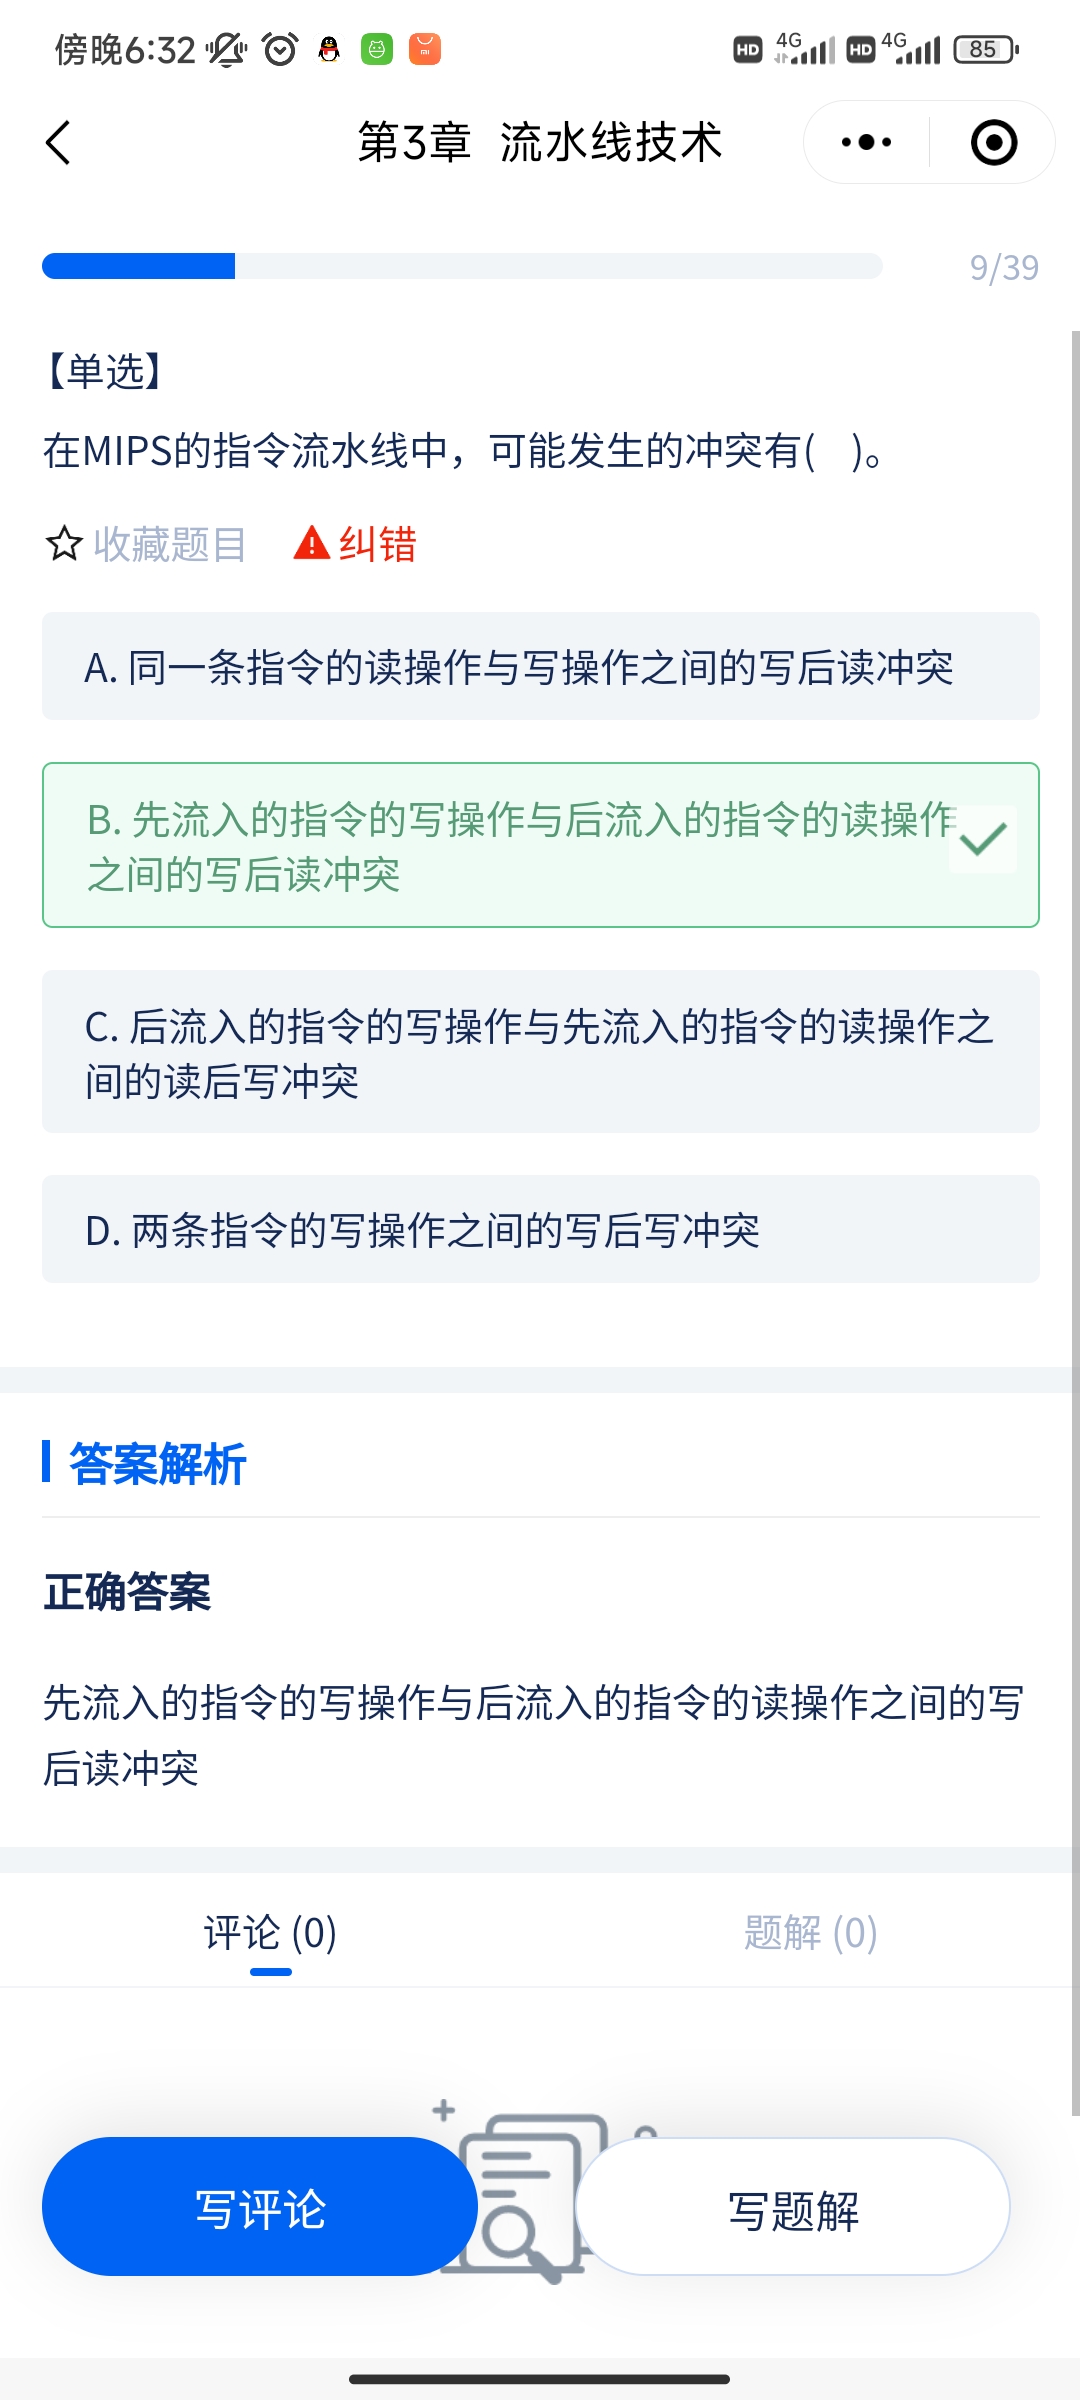 傍晚6:32
HD 4G HD 4G 85
第3章 流水线技术
9/39
【单选】
在MIPS的指令流水线中，可能发生的冲突有( )。
收藏题目 纠错
A. 同一条指令的读操作与写操作之间的写后读冲突
B. 先流入的指令的写操作与后流入的指令的读操作
之间的写后读冲突
C. 后流入的指令的写操作与先流入的指令的读操作之
间的读后写冲突
D. 两条指令的写操作之间的写后写冲突
答案解析
正确答案
先流入的指令的写操作与后流入的指令的读操作之间的写
后读冲突
评论 (0) 题解 (0)
写评论 写题解